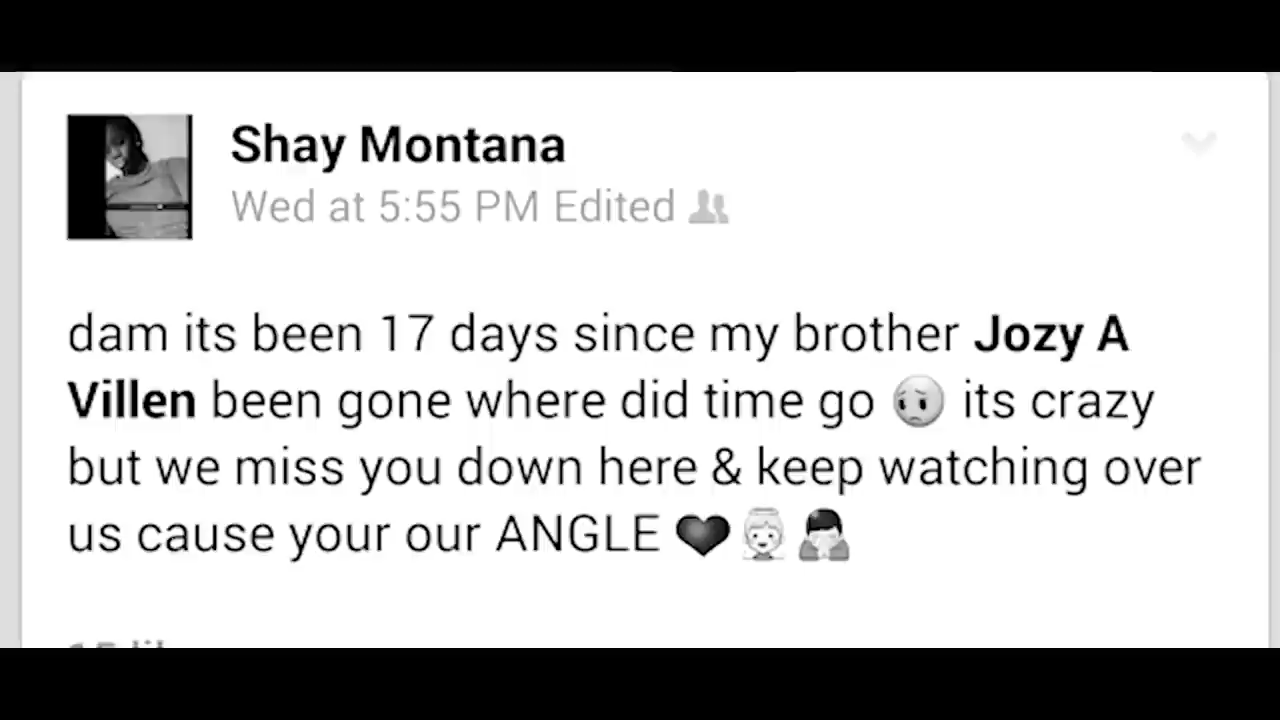 Shay Montana
Wed at 5:55 PM Edited
dam its been 17 days since my brother Jozy A
Villen been gone where did time go 😔 its crazy
but we miss you down here & keep watching over
us cause your our ANGLE ❤👼🙏